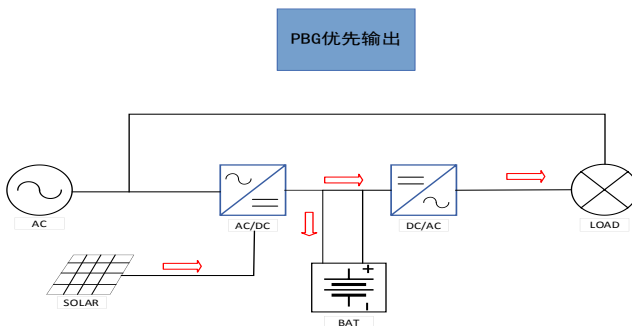 PBG优先输出
AC
AC/DC
DC/AC
LOAD
SOLAR
BAT